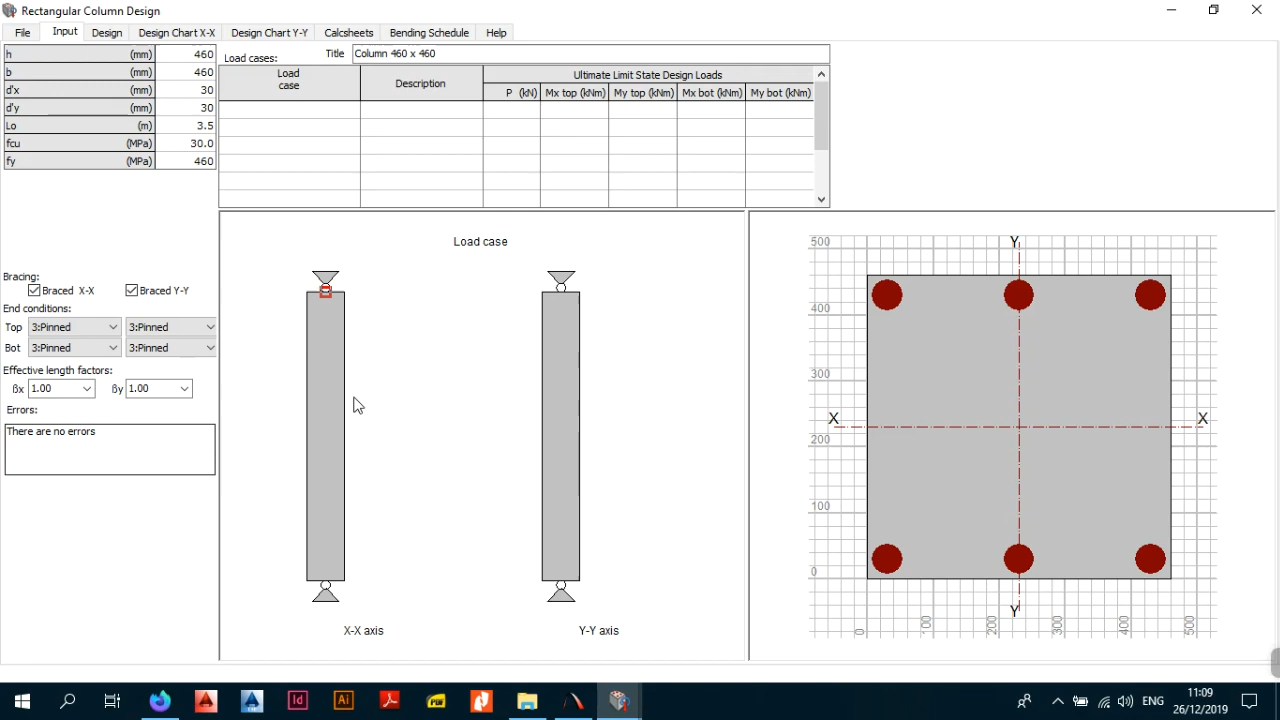 Rectangular Column Design
File Input Design Design Chart X-X Design Chart Y-Y Calcsheets Bending Schedule Help
h (mm) 460
b (mm) 460
d'x (mm) 30
d'y (mm) 30
Lo (m) 3.5
fcu (MPa) 30.0
fy (MPa) 460
Load cases: Title Column 460 x 460
Load case Description Ultimate Limit State Design Loads
P (kN) Mx top (kNm) My top (kNm) Mx bot (kNm) My bot (kNm)
Bracing:
Braced X-X Braced Y-Y
End conditions:
Top 3:Pinned 3:Pinned
Bot 3:Pinned 3:Pinned
Effective length factors:
ßx 1.00 ßy 1.00
Errors:
There are no errors
Load case
X-X axis Y-Y axis
500
400
300
200
100
0
Y
X X
Y
0 100 200 300 400 500
Id Ai
ENG
11:09
26/12/2019